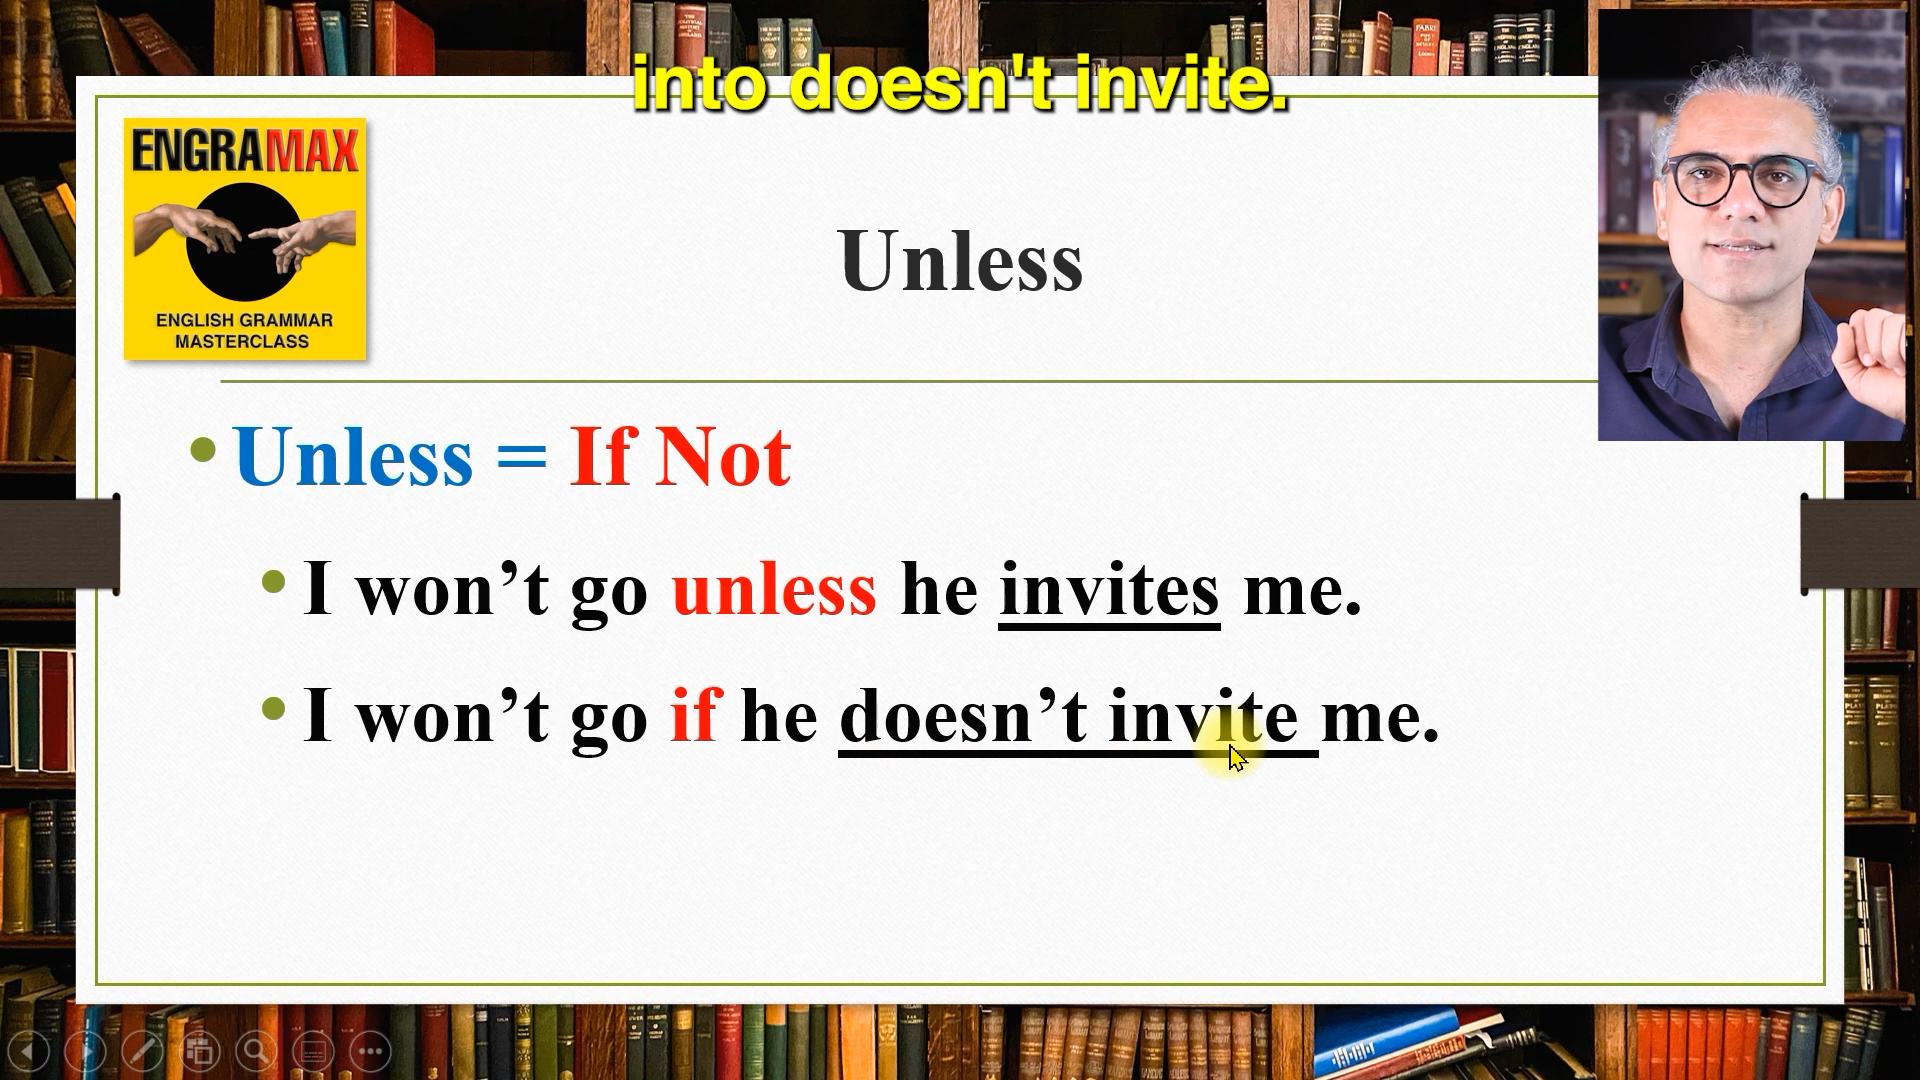 into doesn't invite.
ENGRAMAX
ENGLISH GRAMMAR
MASTERCLASS
Unless
• Unless = If Not
• I won’t go unless he invites me.
• I won’t go if he doesn’t invite me.